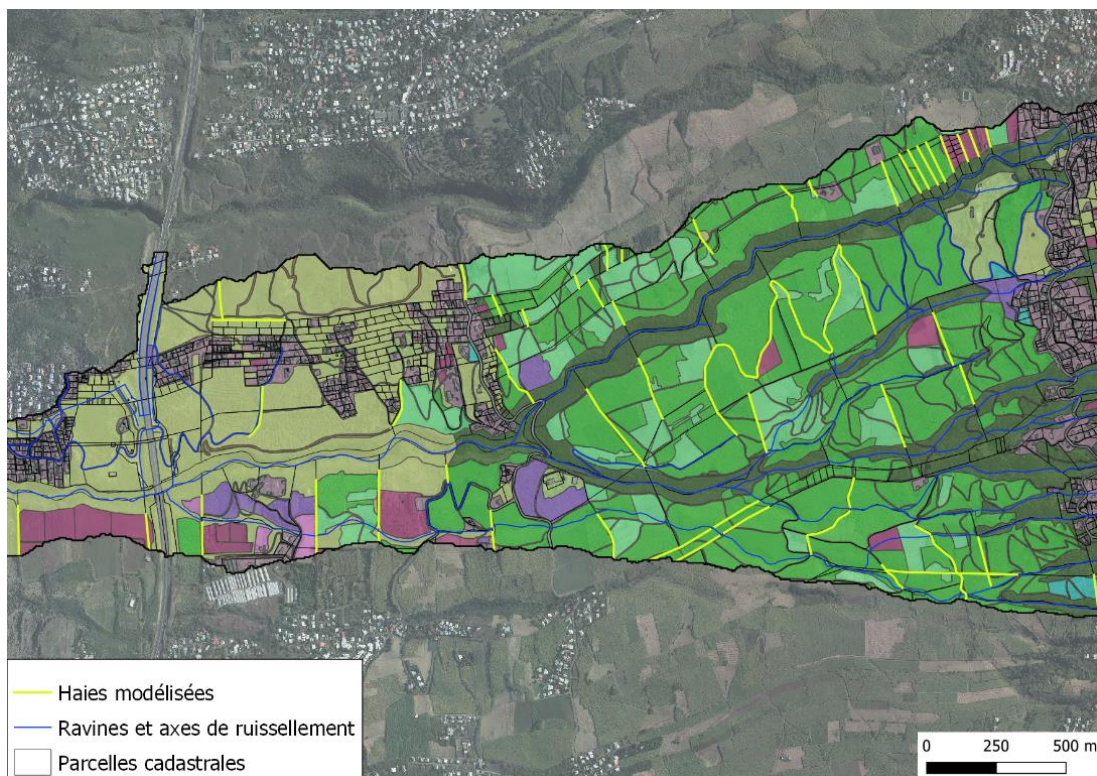 Haies modélisées
Ravines et axes de ruissellement
Parcelles cadastrales
0 250 500 m